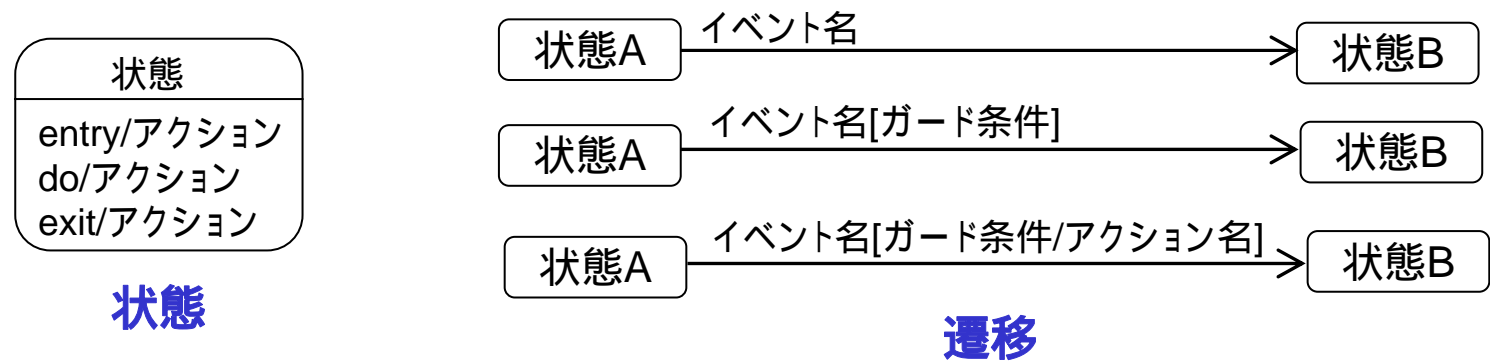 状態
entry/アクション
do/アクション
exit/アクション
状態
状態A イベント名 状態B
状態A イベント名[ガード条件] 状態B
状態A イベント名[ガード条件/アクション名] 状態B
遷移